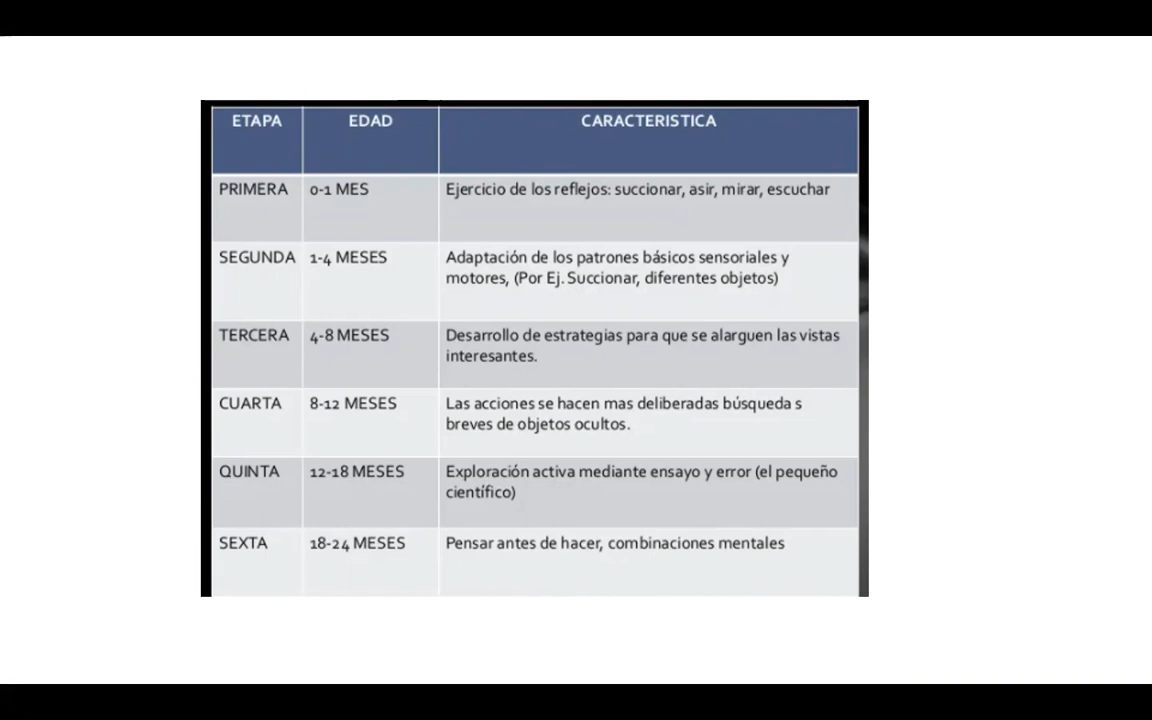 ETAPA EDAD CARACTERISTICA
PRIMERA 0-1 MES Ejercicio de los reflejos: succionar, asir, mirar, escuchar
SEGUNDA 1-4 MESES Adaptación de los patrones básicos sensoriales y
motores, (Por Ej. Succionar, diferentes objetos)
TERCERA 4-8 MESES Desarrollo de estrategias para que se alarguen las vistas
interesantes.
CUARTA 8-12 MESES Las acciones se hacen mas deliberadas búsqueda s
breves de objetos ocultos.
QUINTA 12-18 MESES Exploración activa mediante ensayo y error (el pequeño
científico)
SEXTA 18-24 MESES Pensar antes de hacer, combinaciones mentales